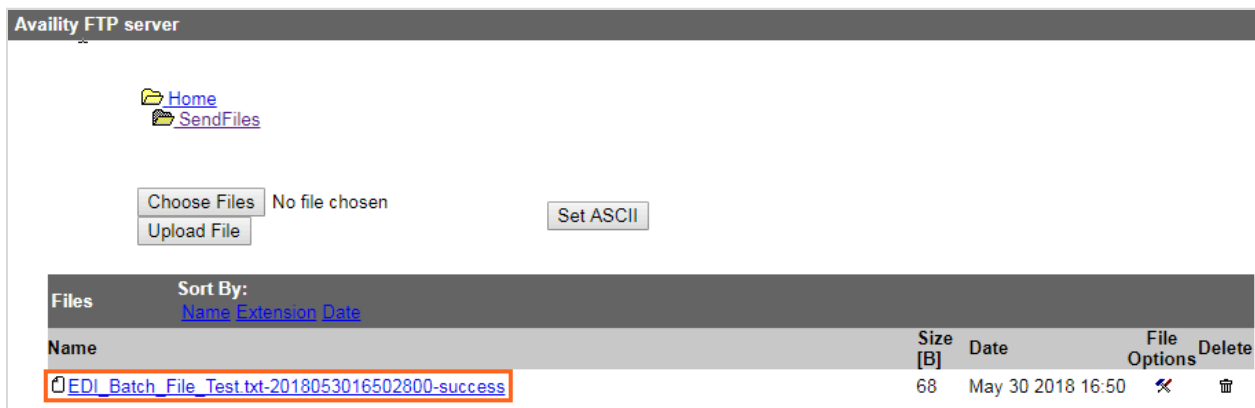 Availity FTP server
Home
SendFiles
Choose Files No file chosen
Upload File
Set ASCII
Files
Sort By:
Name Extension Date
Name Size [B] Date File Options Delete
EDI_Batch_File_Test.txt-2018053016502800-success 68 May 30 2018 16:50